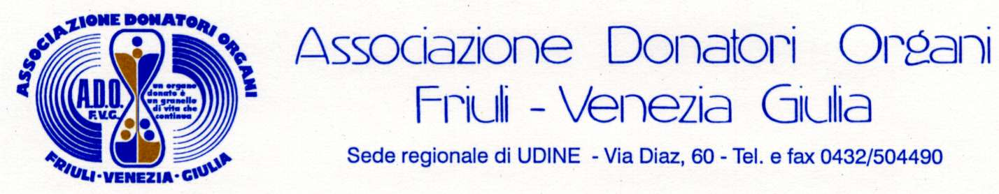 ASSOCIAZIONE DONATORI ORGANI
A.D.O.
F.V.G.
un organo
donato è
un granello
di vita che
continua
FRIULI·VENEZIA·GIULIA
Associazione Donatori Organi
Friuli - Venezia Giulia
Sede regionale di UDINE - Via Diaz, 60 - Tel. e fax 0432/504490